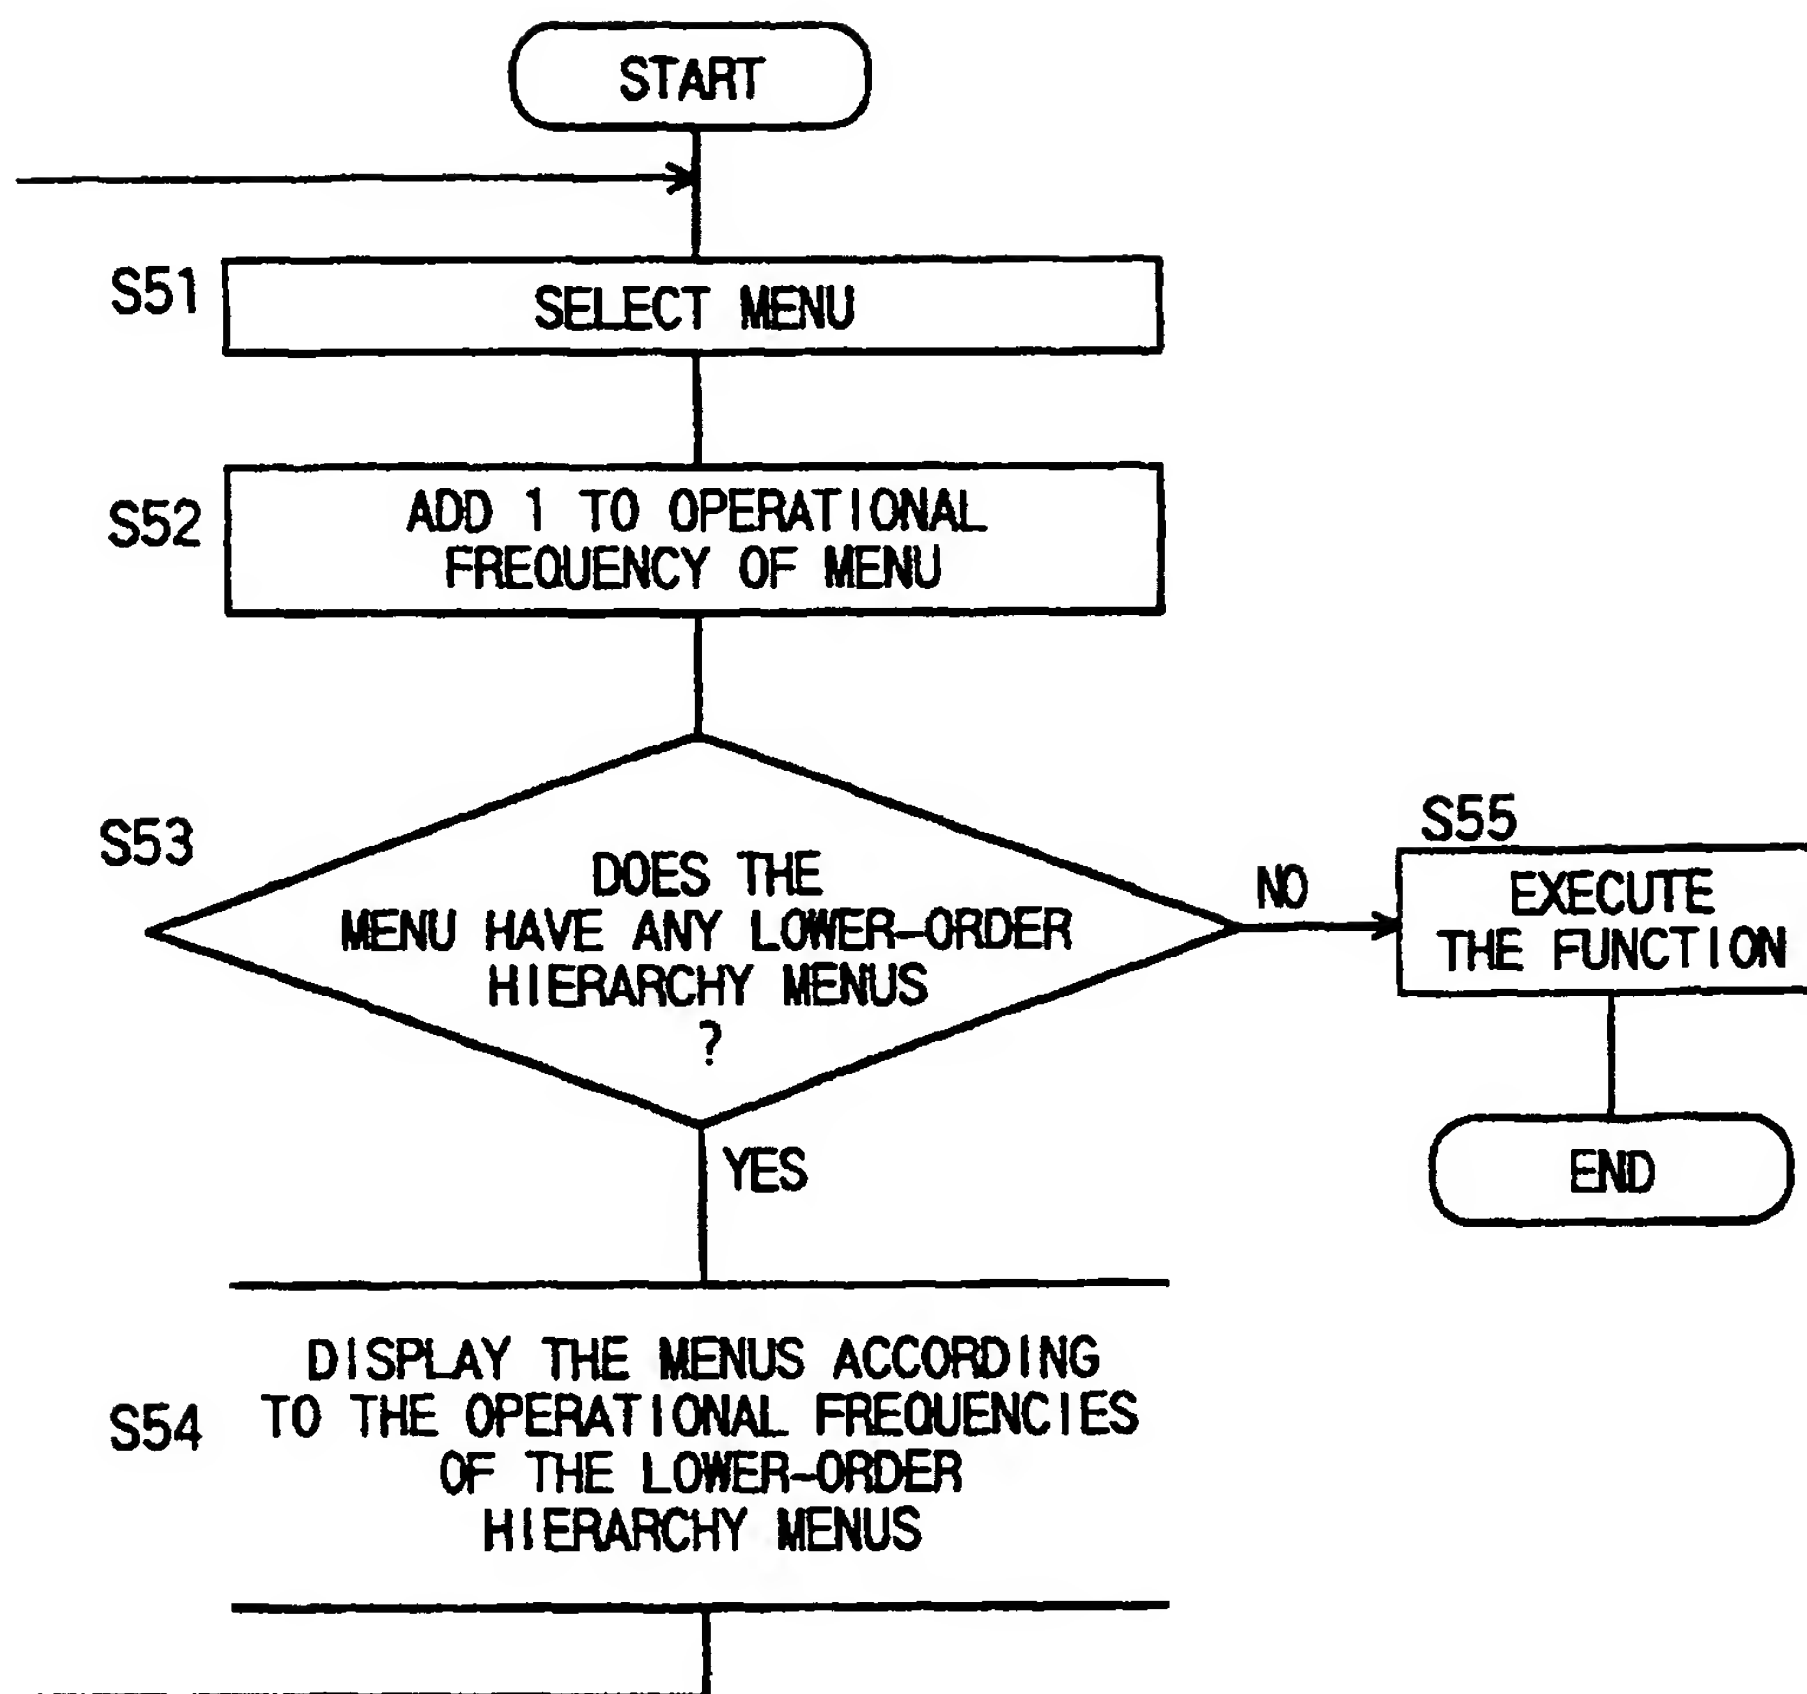 START
S51
SELECT MENU
S52
ADD 1 TO OPERATIONAL
FREQUENCY OF MENU
S53
DOES THE
MENU HAVE ANY LOWER-ORDER
HIERARCHY MENUS
?
NO
S55
EXECUTE
THE FUNCTION
END
YES
S54
DISPLAY THE MENUS ACCORDING
TO THE OPERATIONAL FREQUENCIES
OF THE LOWER-ORDER
HIERARCHY MENUS